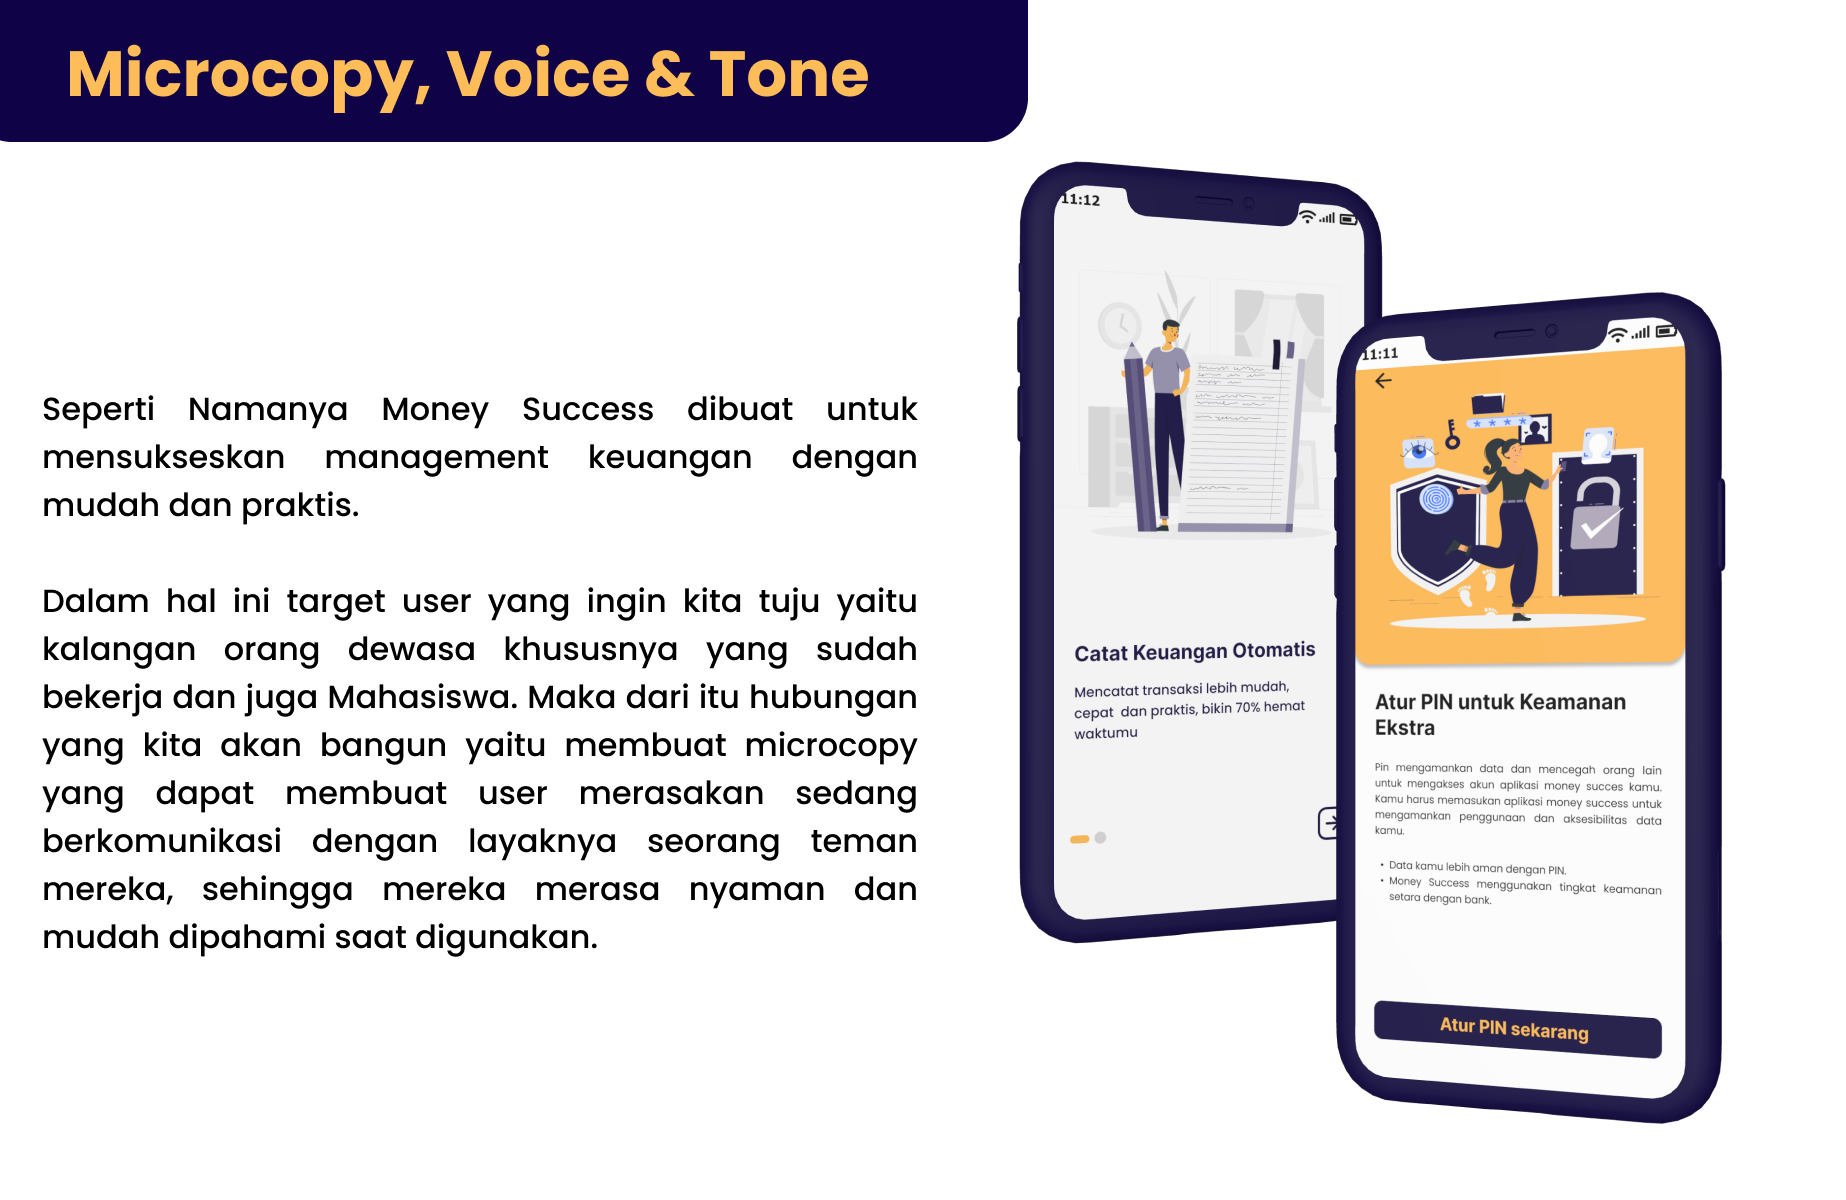 Microcopy, Voice & Tone
Seperti Namanya Money Success dibuat untuk
mensukseskan management keuangan dengan
mudah dan praktis.
Dalam hal ini target user yang ingin kita tuju yaitu
kalangan orang dewasa khususnya yang sudah
bekerja dan juga Mahasiswa. Maka dari itu hubungan
yang kita akan bangun yaitu membuat microcopy
yang dapat membuat user merasakan sedang
berkomunikasi dengan layaknya seorang teman
mereka, sehingga mereka merasa nyaman dan
mudah dipahami saat digunakan.
11:12
Catat Keuangan Otomatis
Mencatat transaksi lebih mudah,
cepat dan praktis, bikin 70% hemat
waktumu
11:11
* * * * *
Atur PIN untuk Keamanan
Ekstra
Pin mengamankan data dan mencegah orang lain
untuk mengakses akun aplikasi money succes kamu.
Kamu harus memasukan aplikasi money success untuk
mengamankan penggunaan dan aksesibilitas data
kamu.
• Data kamu lebih aman dengan PIN.
• Money Success menggunakan tingkat keamanan
setara dengan bank.
Atur PIN sekarang